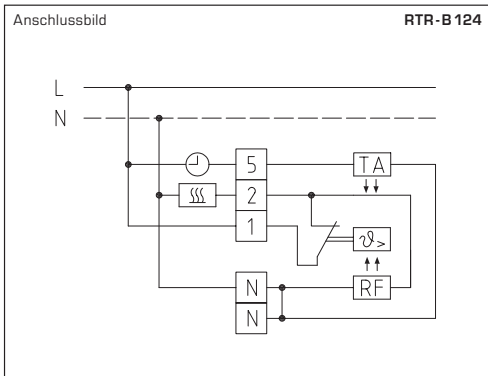 Anschlussbild RTR-B 124
L
N
5 TA
2
1 ϑ>
N RF
N